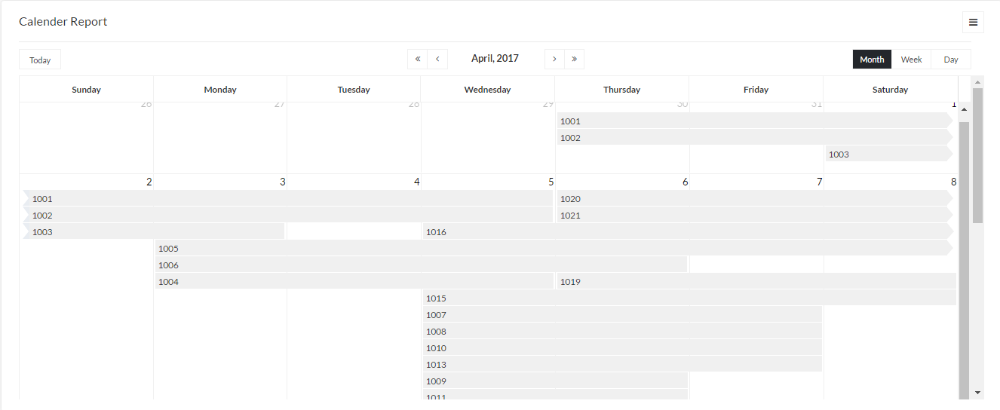 Calender Report
Today
« ‹ April, 2017 › »
Month Week Day
Sunday Monday Tuesday Wednesday Thursday Friday Saturday
26 27 28 29 30 31 1
1001
1002
1003
2 3 4 5 6 7 8
1001 1020
1002 1021
1003 1016
1005
1006
1004 1019
1015
1007
1008
1010
1013
1009
1011